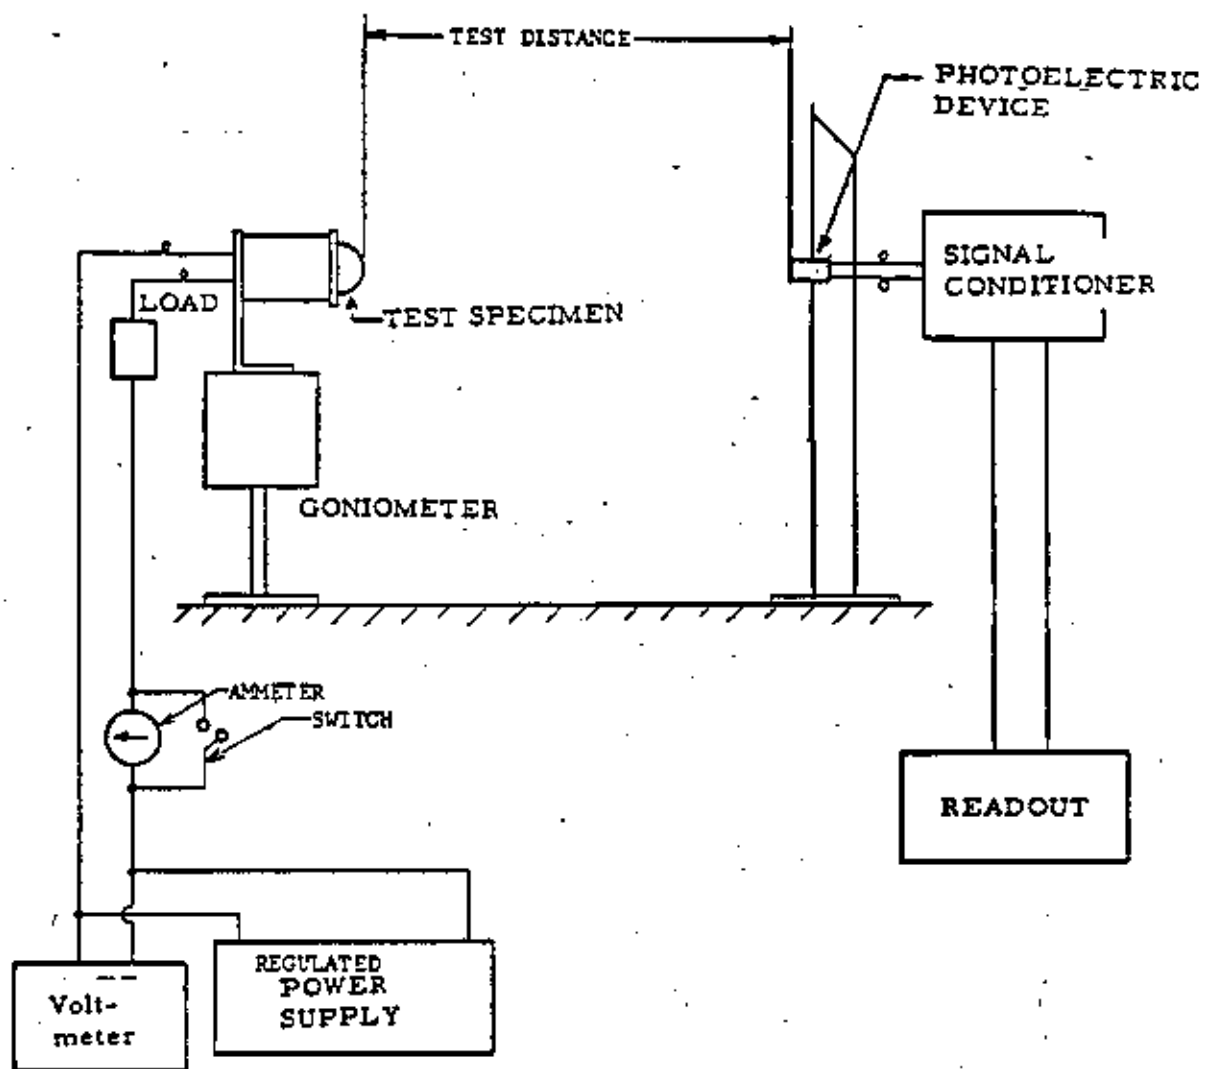 TEST DISTANCE
PHOTOELECTRIC
DEVICE
SIGNAL
CONDITIONER
LOAD
TEST SPECIMEN
GONIOMETER
AMMETER
SWITCH
READOUT
REGULATED
POWER
SUPPLY
Volt-
meter